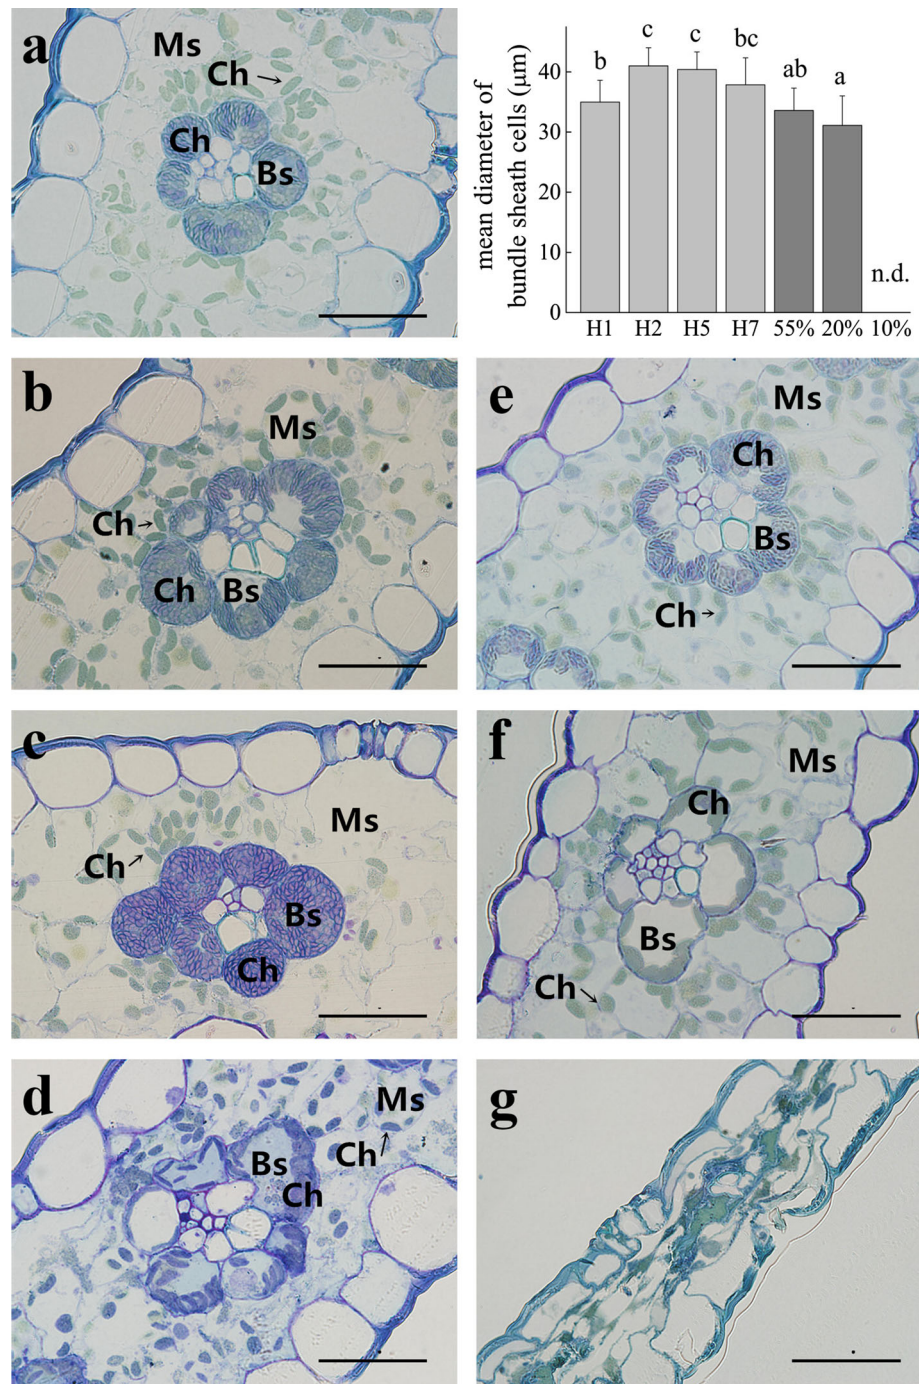 a
Ms
Ch
Ch
Bs
mean diameter of
bundle sheath cells (μm)
40
30
20
10
0
b
c
c
bc
ab
a
n.d.
H1
H2
H5
H7
55%
20%
10%
b
Ms
Ch
Ch
Bs
e
Ms
Ch
Bs
Ch
c
Ms
Ch
Bs
Ch
f
Ms
Ch
Bs
Ch
d
Ms
Bs
Ch
Ch
g